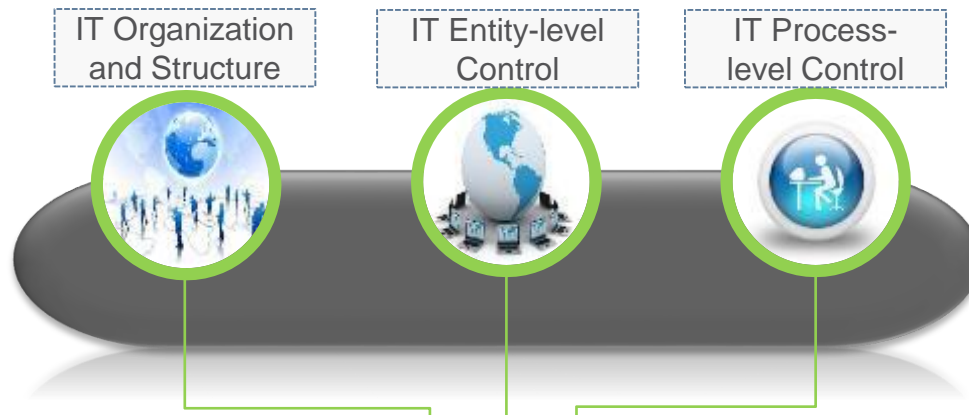 IT Organization
and Structure
IT Entity-level
Control
IT Process-
level Control